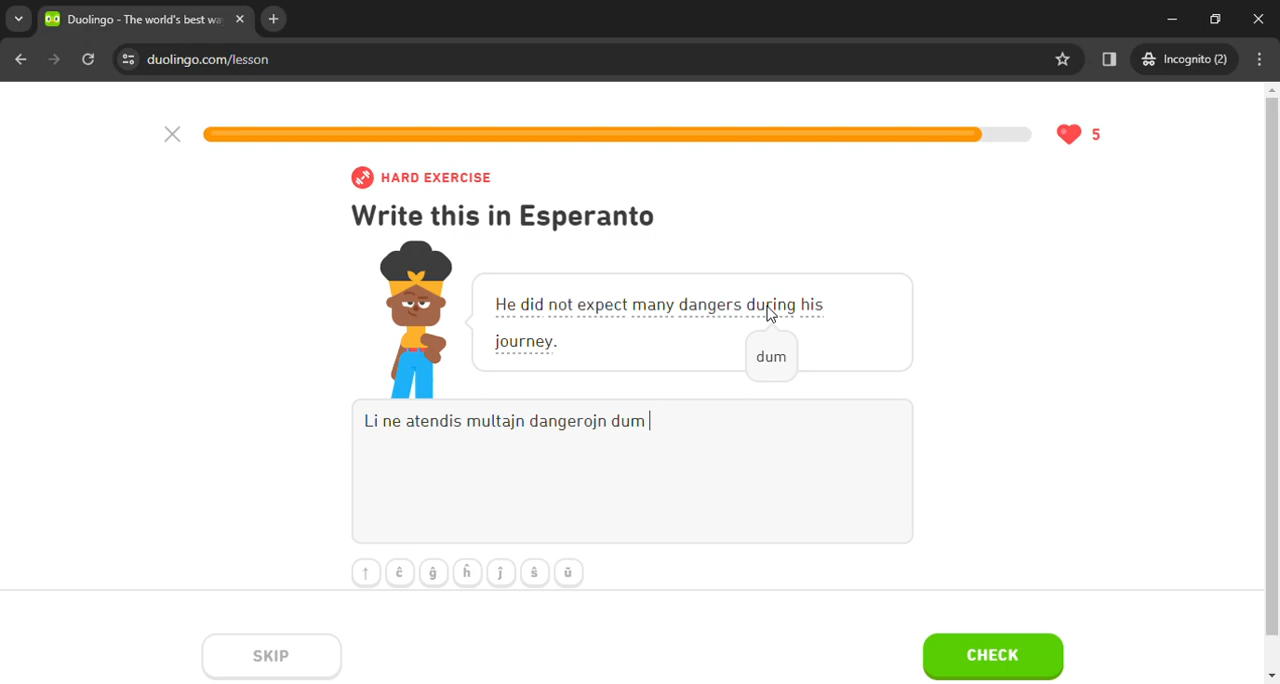 Duolingo - The world's best wa
duolingo.com/lesson
Incognito (2)
5
HARD EXERCISE
Write this in Esperanto
He did not expect many dangers during his
journey.
dum
Li ne atendis multajn dangerojn dum
↑ ĉ ĝ ĥ ĵ ŝ ŭ
SKIP
CHECK